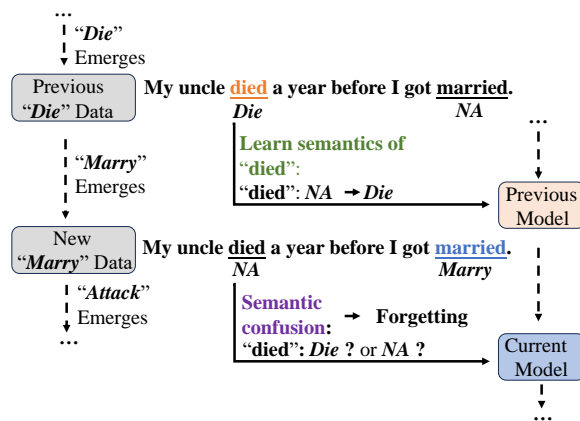 ...
“Die”
Emerges
Previous
“Die” Data
My uncle died a year before I got married.
Die
NA
Learn semantics of
“died”:
“died”: NA → Die
...
Previous
Model
“Marry”
Emerges
New
“Marry” Data
My uncle died a year before I got married.
NA
Marry
“Attack”
Emerges
...
Semantic
confusion: → Forgetting
“died”: Die ? or NA ?
Current
Model
...